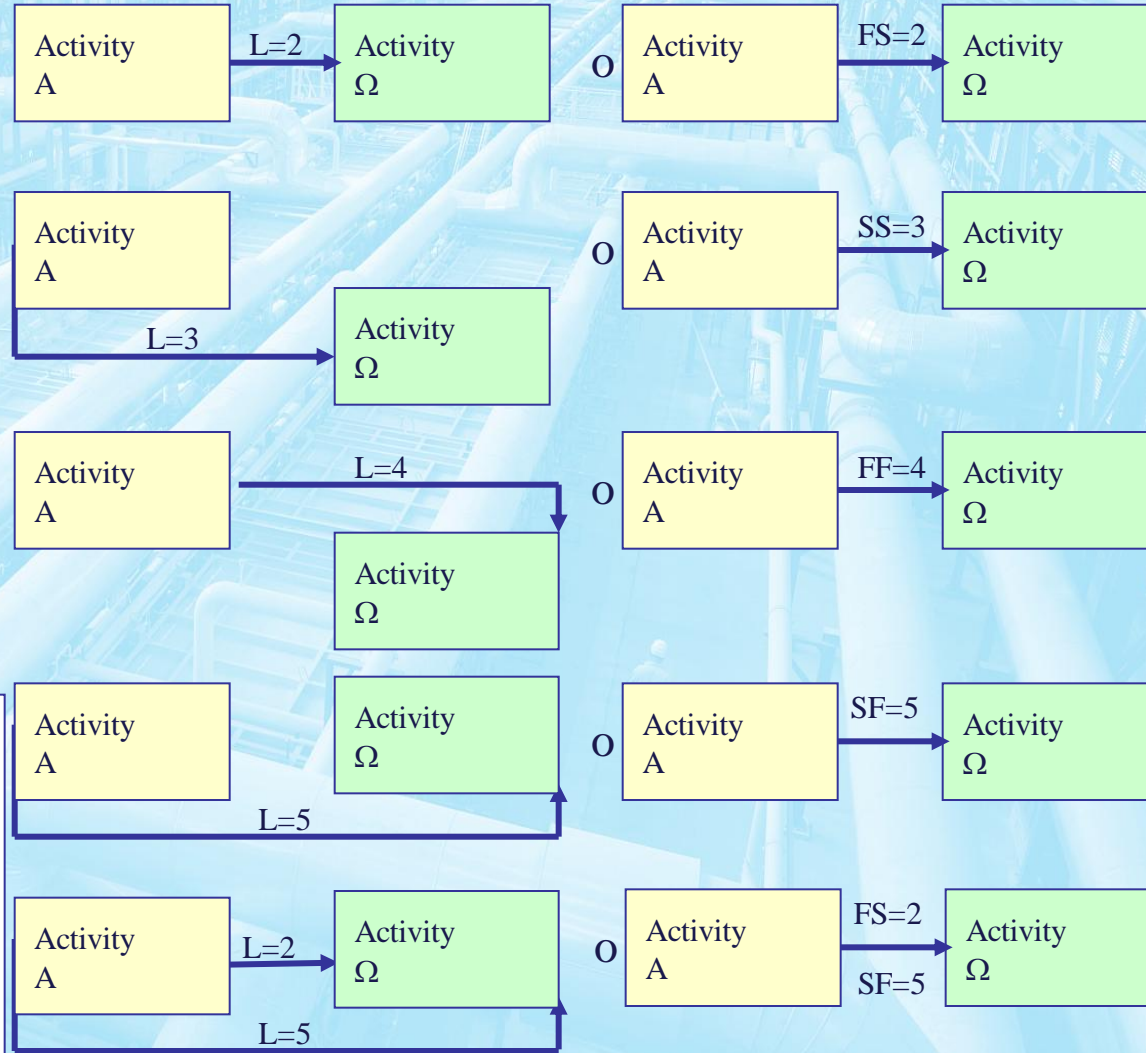 Activity
A
L=2
Activity
Ω
o
Activity
A
FS=2
Activity
Ω
Activity
A
L=3
Activity
Ω
o
Activity
A
SS=3
Activity
Ω
Activity
A
L=4
Activity
Ω
o
Activity
A
FF=4
Activity
Ω
Activity
A
L=5
Activity
Ω
o
Activity
A
SF=5
Activity
Ω
Activity
A
L=2
Activity
Ω
L=5
o
Activity
A
FS=2
SF=5
Activity
Ω